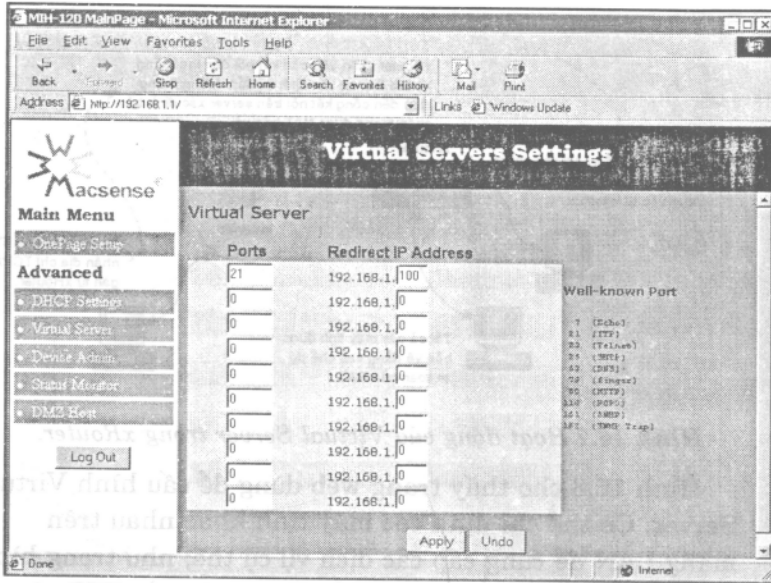 MIH-120 MainPage - Microsoft Internet Explorer
File Edit View Favorites Tools Help
Back Forward Stop Refresh Home Search Favorites History Mail Print
Address http://192.168.1.1/ Links Windows Update
Macsense
Virtual Servers Settings
Main Menu
OnePage Setup
Advanced
DHCP Settings
Virtual Server
Device Admin
Status Monitor
DMZ Host
Log Out
Virtual Server
Ports Redirect IP Address
21 192.168.1. 100
0 192.168.1. 0
0 192.168.1. 0
0 192.168.1. 0
0 192.168.1. 0
0 192.168.1. 0
0 192.168.1. 0
0 192.168.1. 0
0 192.168.1. 0
0 192.168.1. 0
Well-known Port
7 (Echo)
21 (FTP)
23 (Telnet)
25 (SMTP)
53 (DNS)
79 (finger)
80 (HTTP)
110 (POP3)
161 (SNMP)
162 (SNMP Trap)
Apply Undo
Done Internet